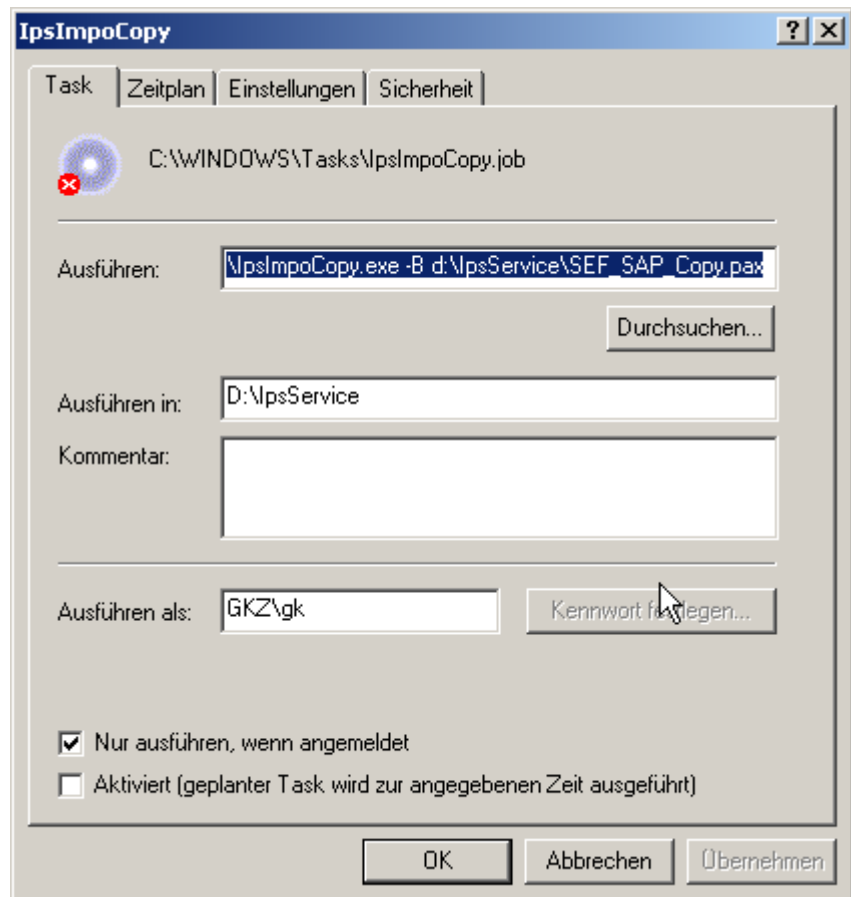 IpsImpoCopy
Task Zeitplan Einstellungen Sicherheit
C:\WINDOWS\Tasks\IpsImpoCopy.job
Ausführen: \IpsImpoCopy.exe -B d:\IpsService\SEF_SAP_Copy.pax
Durchsuchen...
Ausführen in: D:\IpsService
Kommentar:
Ausführen als: GKZ\gk Kennwort festlegen...
Nur ausführen, wenn angemeldet
Aktiviert (geplanter Task wird zur angegebenen Zeit ausgeführt)
OK Abbrechen Übernehmen